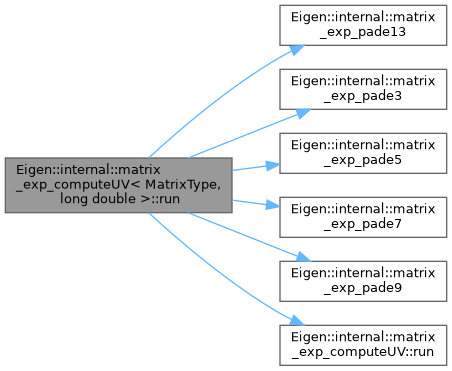 Eigen::internal::matrix
_exp_computeUV< MatrixType,
long double >::run
Eigen::internal::matrix
_exp_pade13
Eigen::internal::matrix
_exp_pade3
Eigen::internal::matrix
_exp_pade5
Eigen::internal::matrix
_exp_pade7
Eigen::internal::matrix
_exp_pade9
Eigen::internal::matrix
_exp_computeUV::run